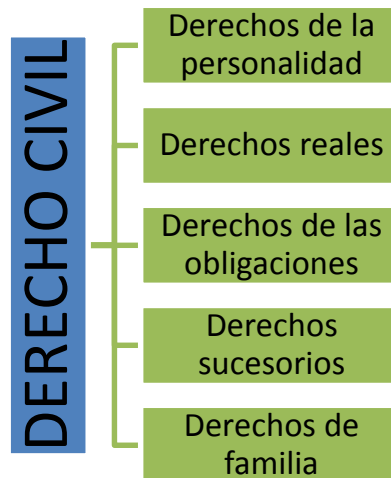 DERECHO CIVIL
Derechos de la
personalidad
Derechos reales
Derechos de las
obligaciones
Derechos
sucesorios
Derechos de
familia